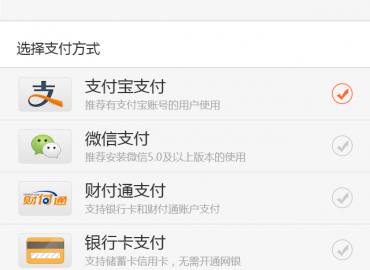 选择支付方式
支
支付宝支付
推荐有支付宝账号的用户使用
微信支付
推荐安装微信5.0及以上版本的使用
财付通
财付通支付
支持银行卡和财付通账户支付
银行卡支付
支持储蓄卡信用卡，无需开通网银